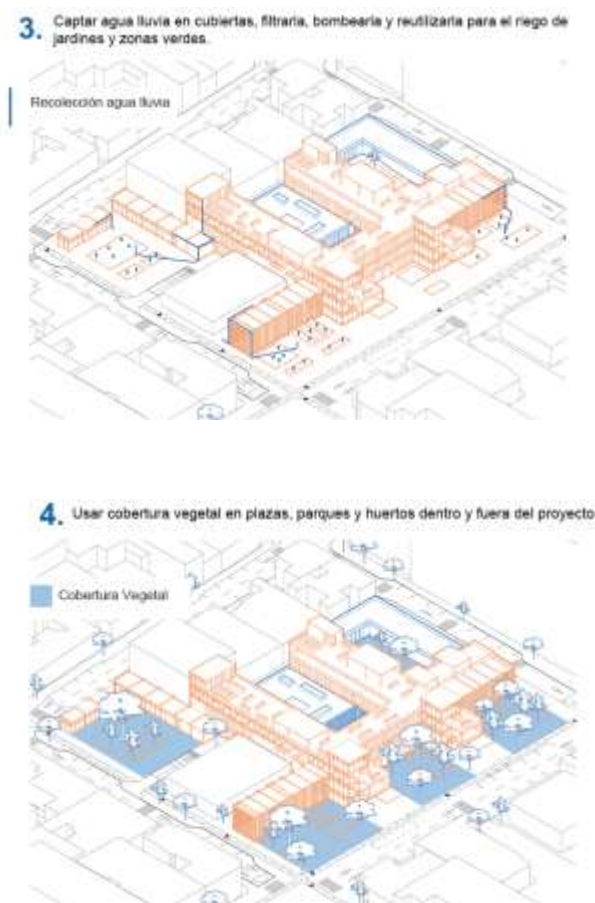 3. Captar agua lluvia en cubiertas, filtrarla, bombearla y reutilizarla para el riego de
jardines y zonas verdes.
Recolección agua lluvia
4. Usar cobertura vegetal en plazas, parques y huertos dentro y fuera del proyecto
Cobertura Vegetal